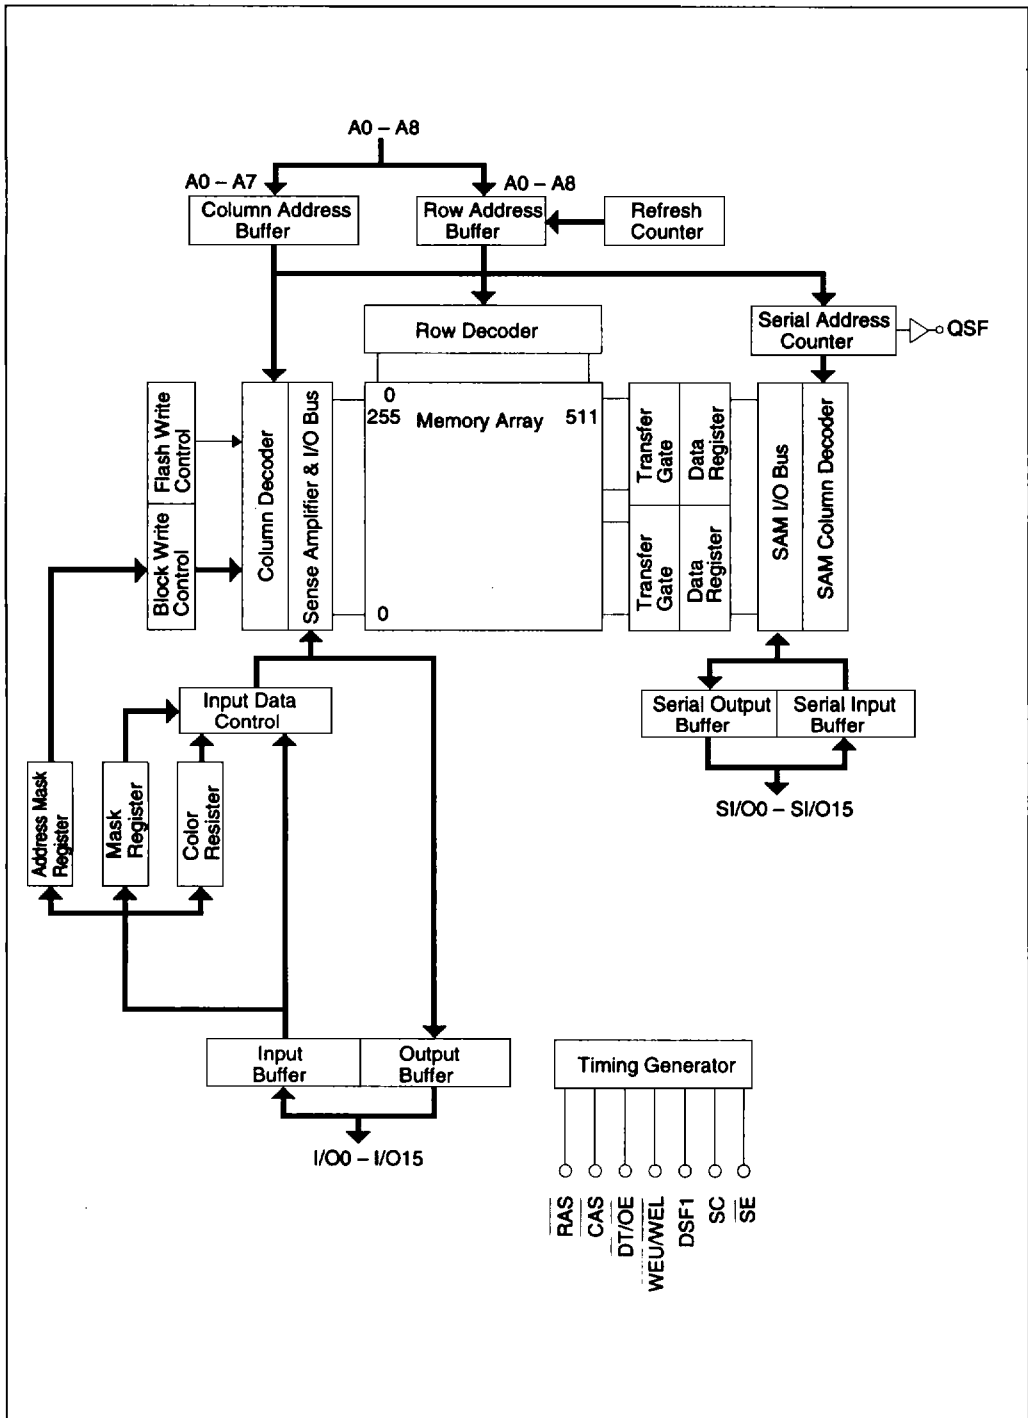 A0 – A8
A0 – A7
A0 – A8
Column Address
Buffer
Row Address
Buffer
Refresh
Counter
Row Decoder
Serial Address
Counter
QSF
Flash Write
Control
Block Write
Control
Column Decoder
Sense Amplifier & I/O Bus
0
255
Memory Array
511
0
Transfer
Gate
Data
Register
Transfer
Gate
Data
Register
SAM I/O Bus
SAM Column Decoder
Input Data
Control
Serial Output
Buffer
Serial Input
Buffer
SI/O0 – SI/O15
Address Mask
Register
Mask
Register
Color
Resister
Input
Buffer
Output
Buffer
I/O0 – I/O15
Timing Generator
RAS
CAS
DT/OE
WEU/WEL
DSF1
SC
SE